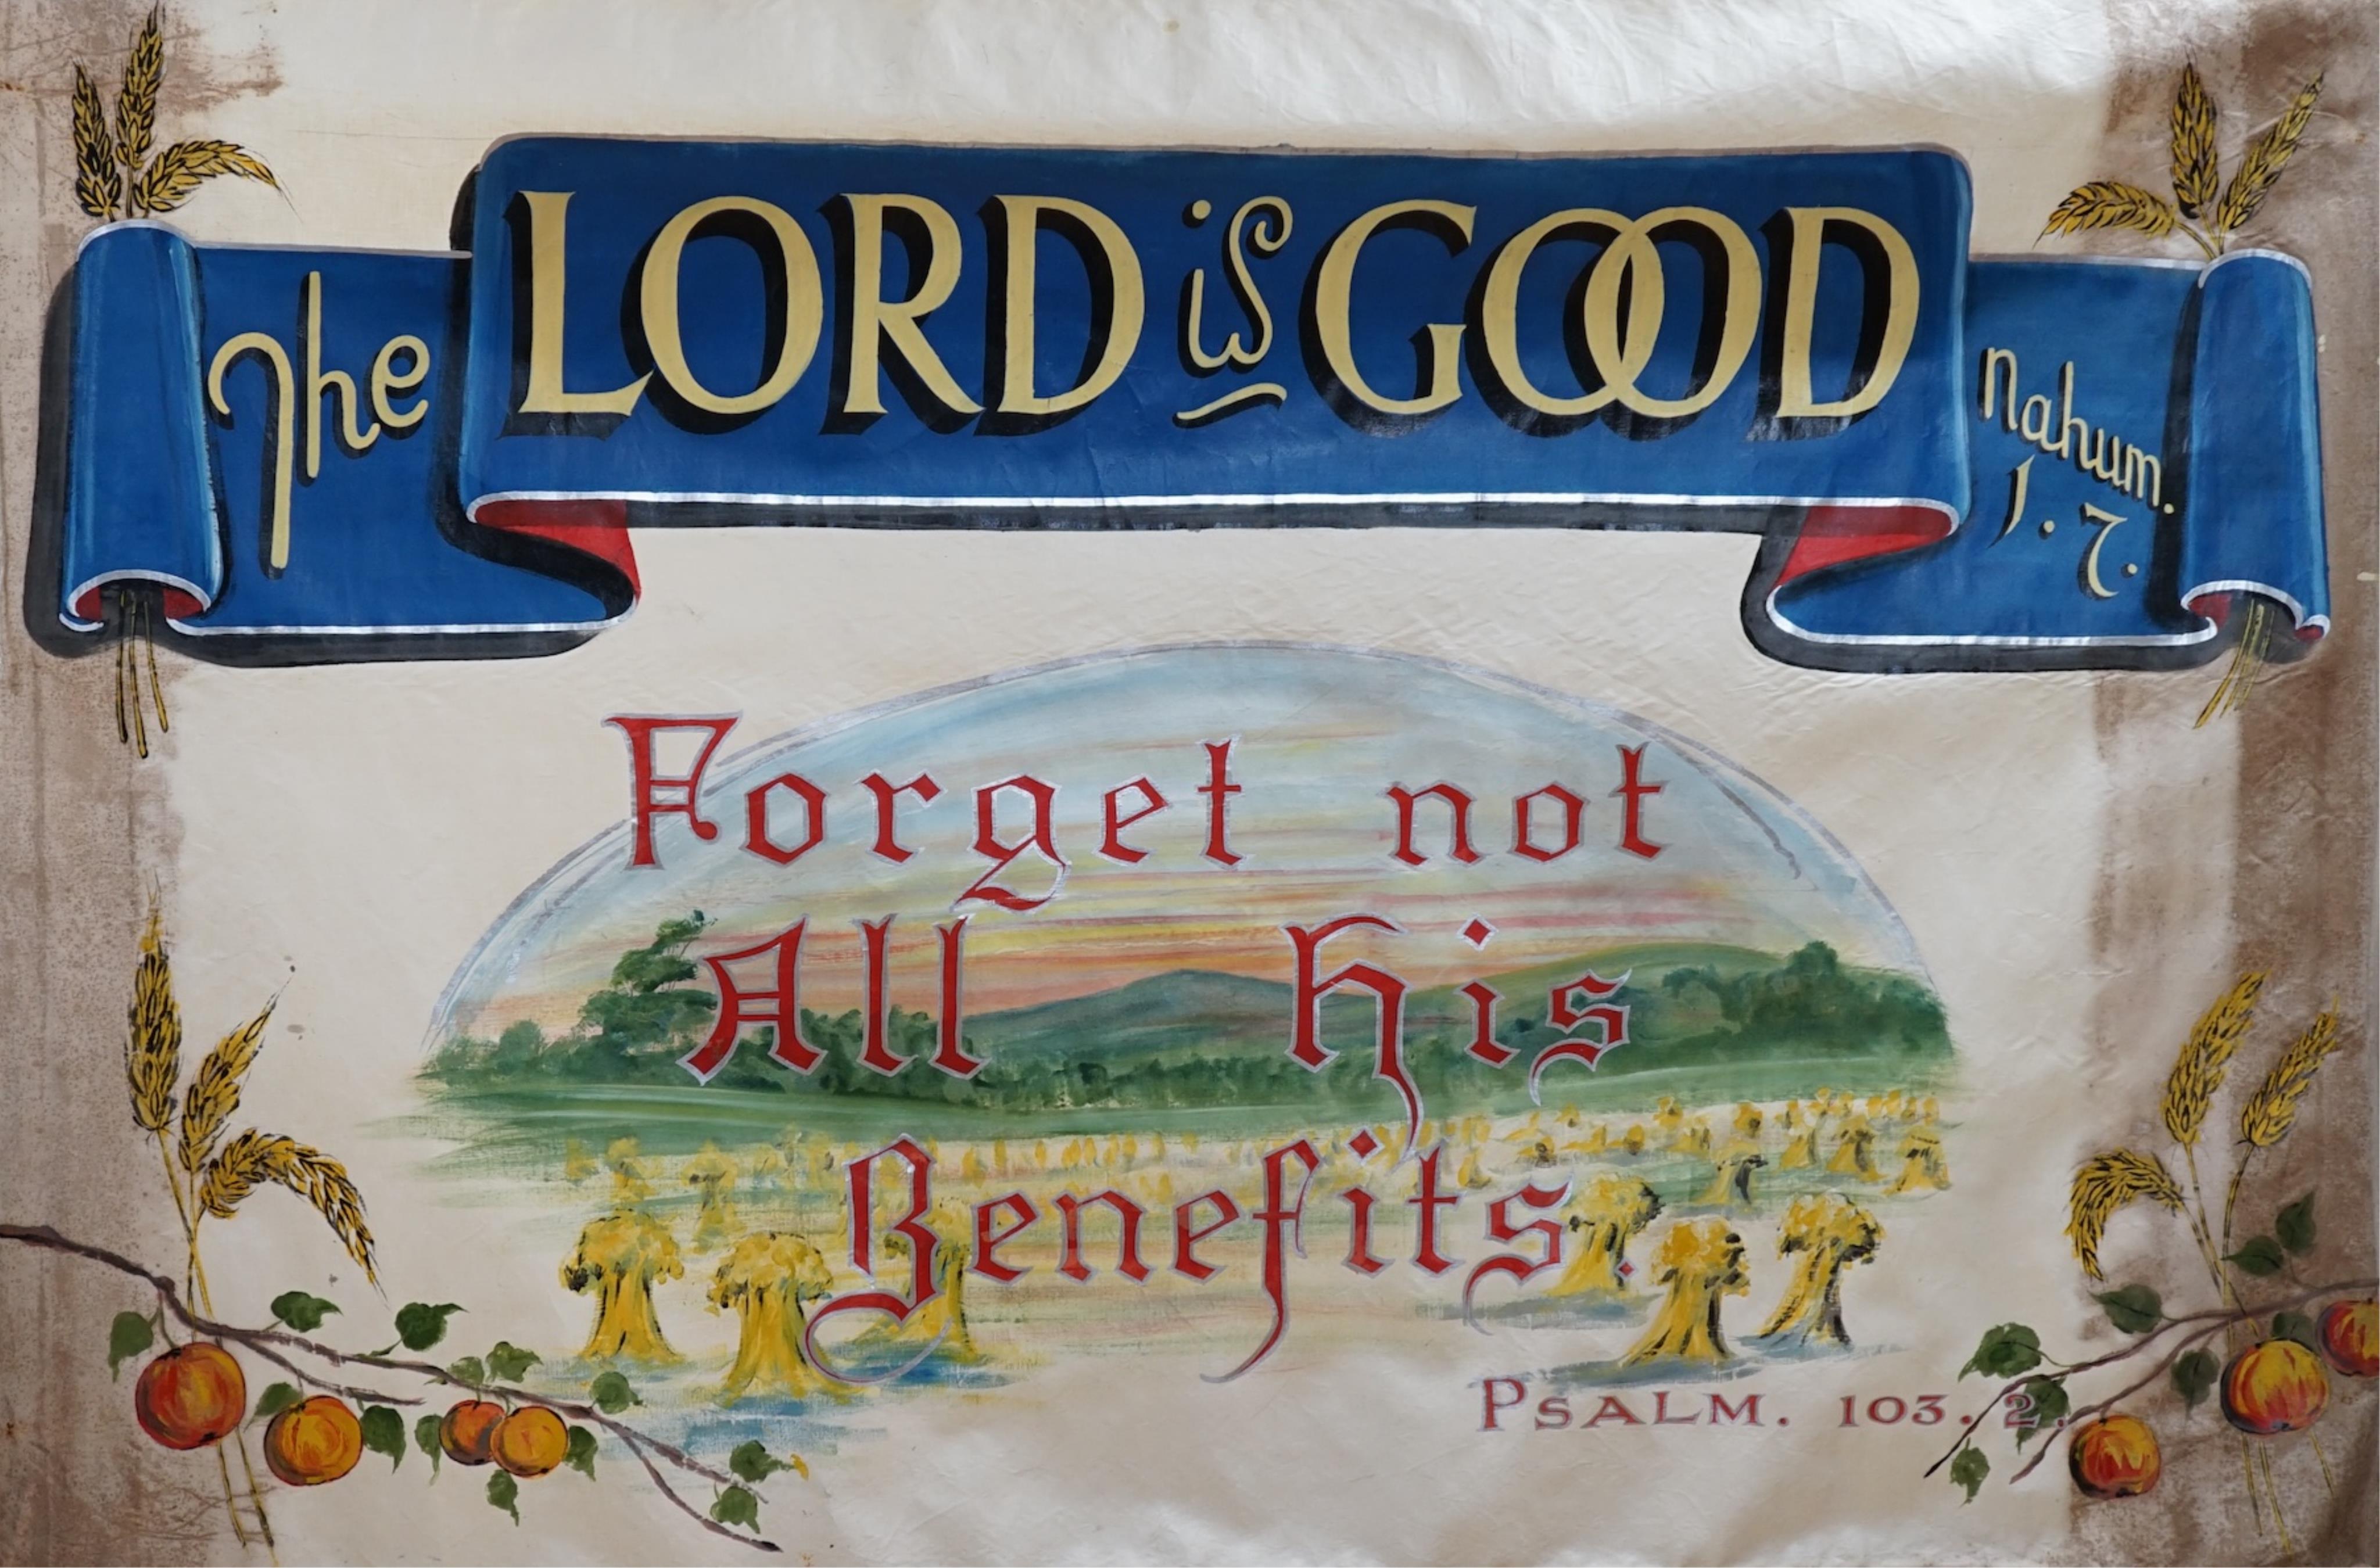 The LORD is GOOD
Nahum.
1. 7.
Forget not
All His
Benefits.
PSALM. 103. 2.